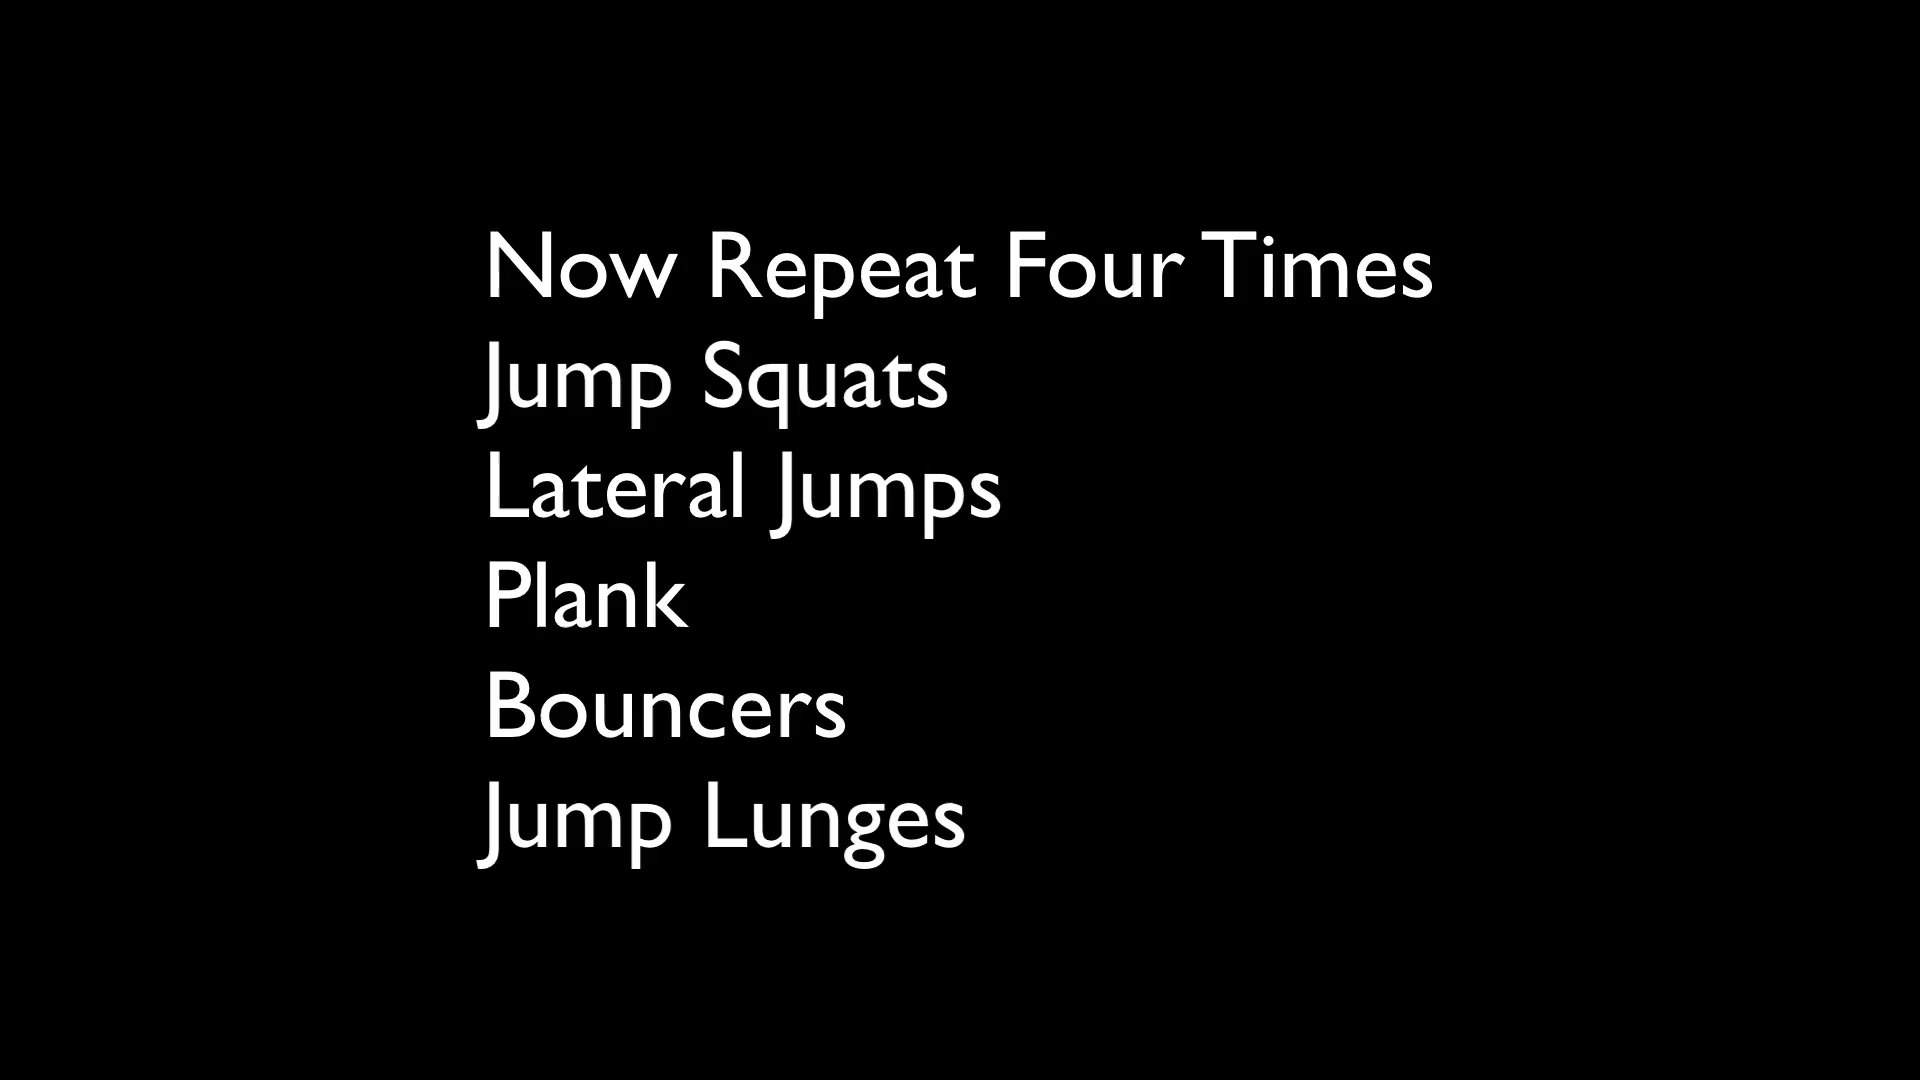 Now Repeat Four Times
Jump Squats
Lateral Jumps
Plank
Bouncers
Jump Lunges